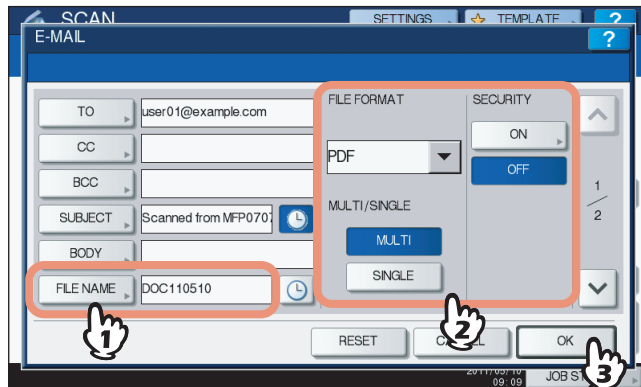 SCAN SETTINGS TEMPLATE ?
E-MAIL ?
FILE FORMAT SECURITY
TO user01@example.com
ON
CC
PDF
OFF
BCC
1
MULTI/SINGLE
SUBJECT Scanned from MFP0707
2
MULTI
BODY
SINGLE
FILE NAME DOC110510
1
2
RESET OK
3
2011/05/10
09:09 JOB ST